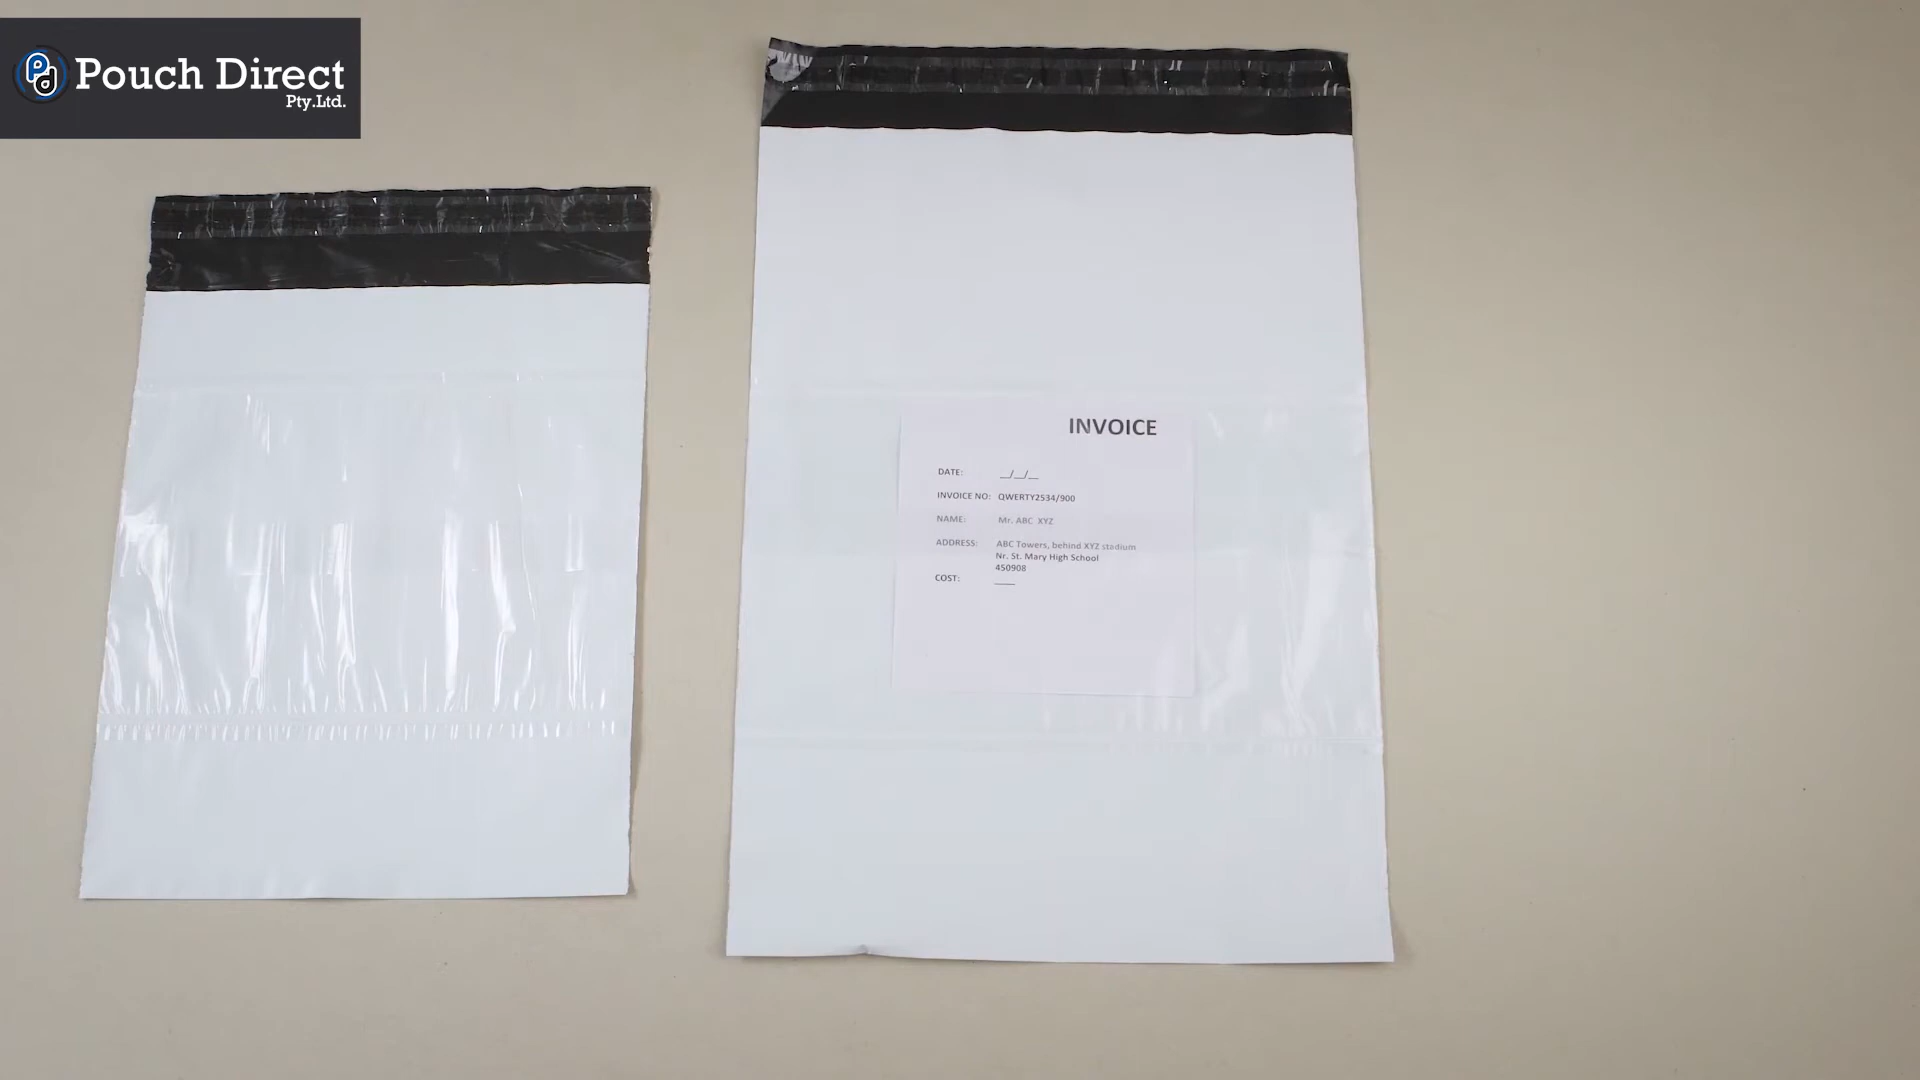 Pouch Direct
Pty.Ltd.
INVOICE
DATE: __/__/__
INVOICE NO: QWERTY2534/900
NAME: Mr. ABC XYZ
ADDRESS: ABC Towers, behind XYZ stadium
Nr. St. Mary High School
450908
COST: ____